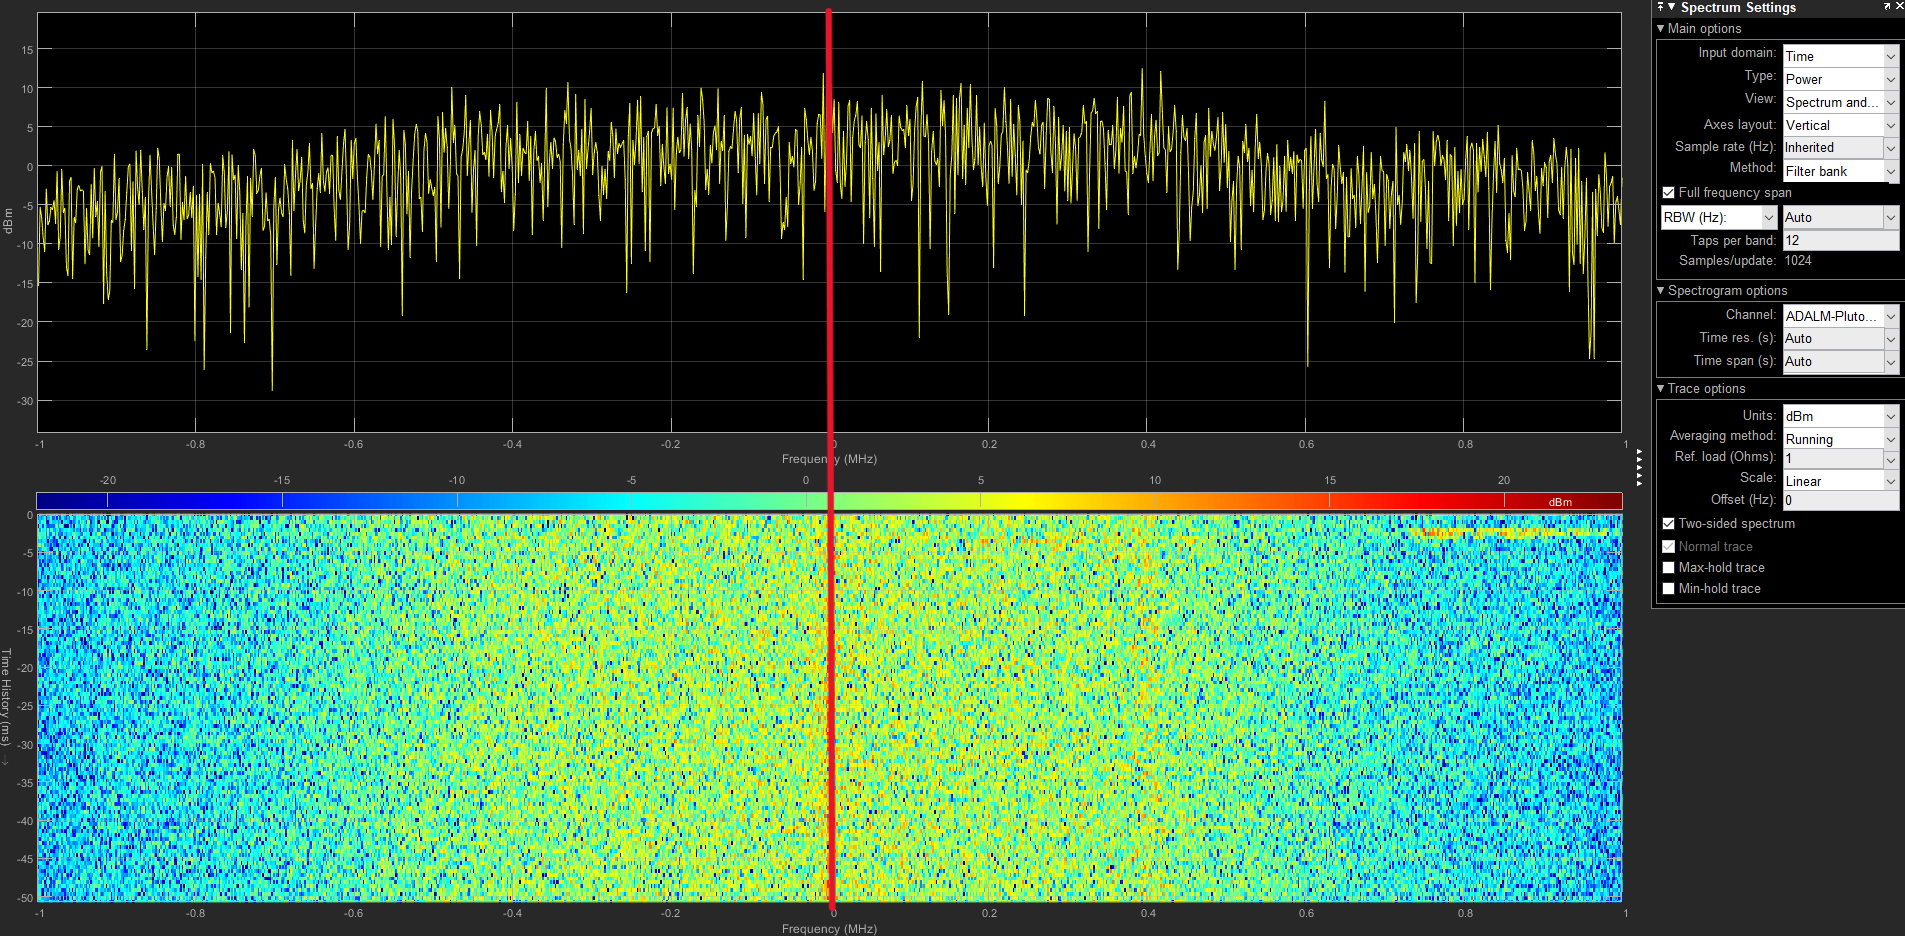 Spectrum Settings
Main options
Input domain: Time
Type: Power
View: Spectrum and...
Axes layout: Vertical
Sample rate (Hz): Inherited
Method: Filter bank
Full frequency span
RBW (Hz): Auto
Taps per band: 12
Samples/update: 1024
Spectrogram options
Channel: ADALM-Pluto...
Time res. (s): Auto
Time span (s): Auto
Trace options
Units: dBm
Averaging method: Running
Ref. load (Ohms): 1
Scale: Linear
Offset (Hz): 0
Two-sided spectrum
Normal trace
Max-hold trace
Min-hold trace
15
10
5
0
-5
-10
-15
-20
-25
-30
dBm
-1 -0.8 -0.6 -0.4 -0.2 0 0.2 0.4 0.6 0.8 1
Frequency (MHz)
-20 -15 -10 -5 0 5 10 15 20
dBm
0
-5
-10
-15
-20
-25
-30
-35
-40
-45
-50
Time History (ms)
-1 -0.8 -0.6 -0.4 -0.2 0 0.2 0.4 0.6 0.8 1
Frequency (MHz)